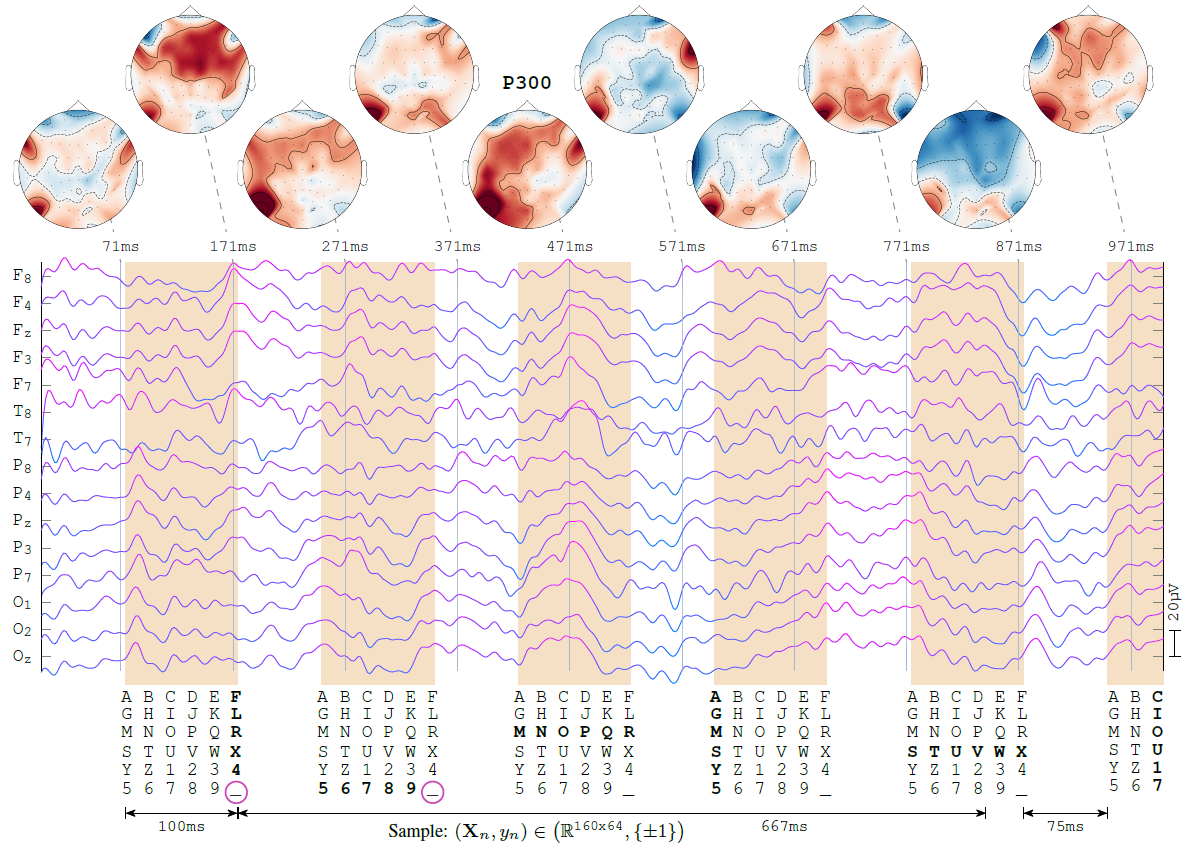 P300
71ms 171ms 271ms 371ms 471ms 571ms 671ms 771ms 871ms 971ms
F8
F4
Fz
F3
F7
T8
T7
P8
P4
Pz
P3
P7
O1
O2
Oz
20µV
A B C D E F A B C D E F A B C D E F A B C D E F A B C D E F A B C
G H I J K L G H I J K L G H I J K L G H I J K L G H I J K L G H I
M N O P Q R M N O P Q R M N O P Q R M N O P Q R M N O P Q R M N O
S T U V W X S T U V W X S T U V W X S T U V W X S T U V W X S T U
Y Z 1 2 3 4 Y Z 1 2 3 4 Y Z 1 2 3 4 Y Z 1 2 3 4 Y Z 1 2 3 4 Y Z 1
5 6 7 8 9 _ 5 6 7 8 9 _ 5 6 7 8 9 _ 5 6 7 8 9 _ 5 6 7 8 9 _ 5 6 7
100ms 667ms 75ms
Sample: (Xₙ, yₙ) ∈ (ℝ¹⁶⁰ˣ⁶⁴, {±1})